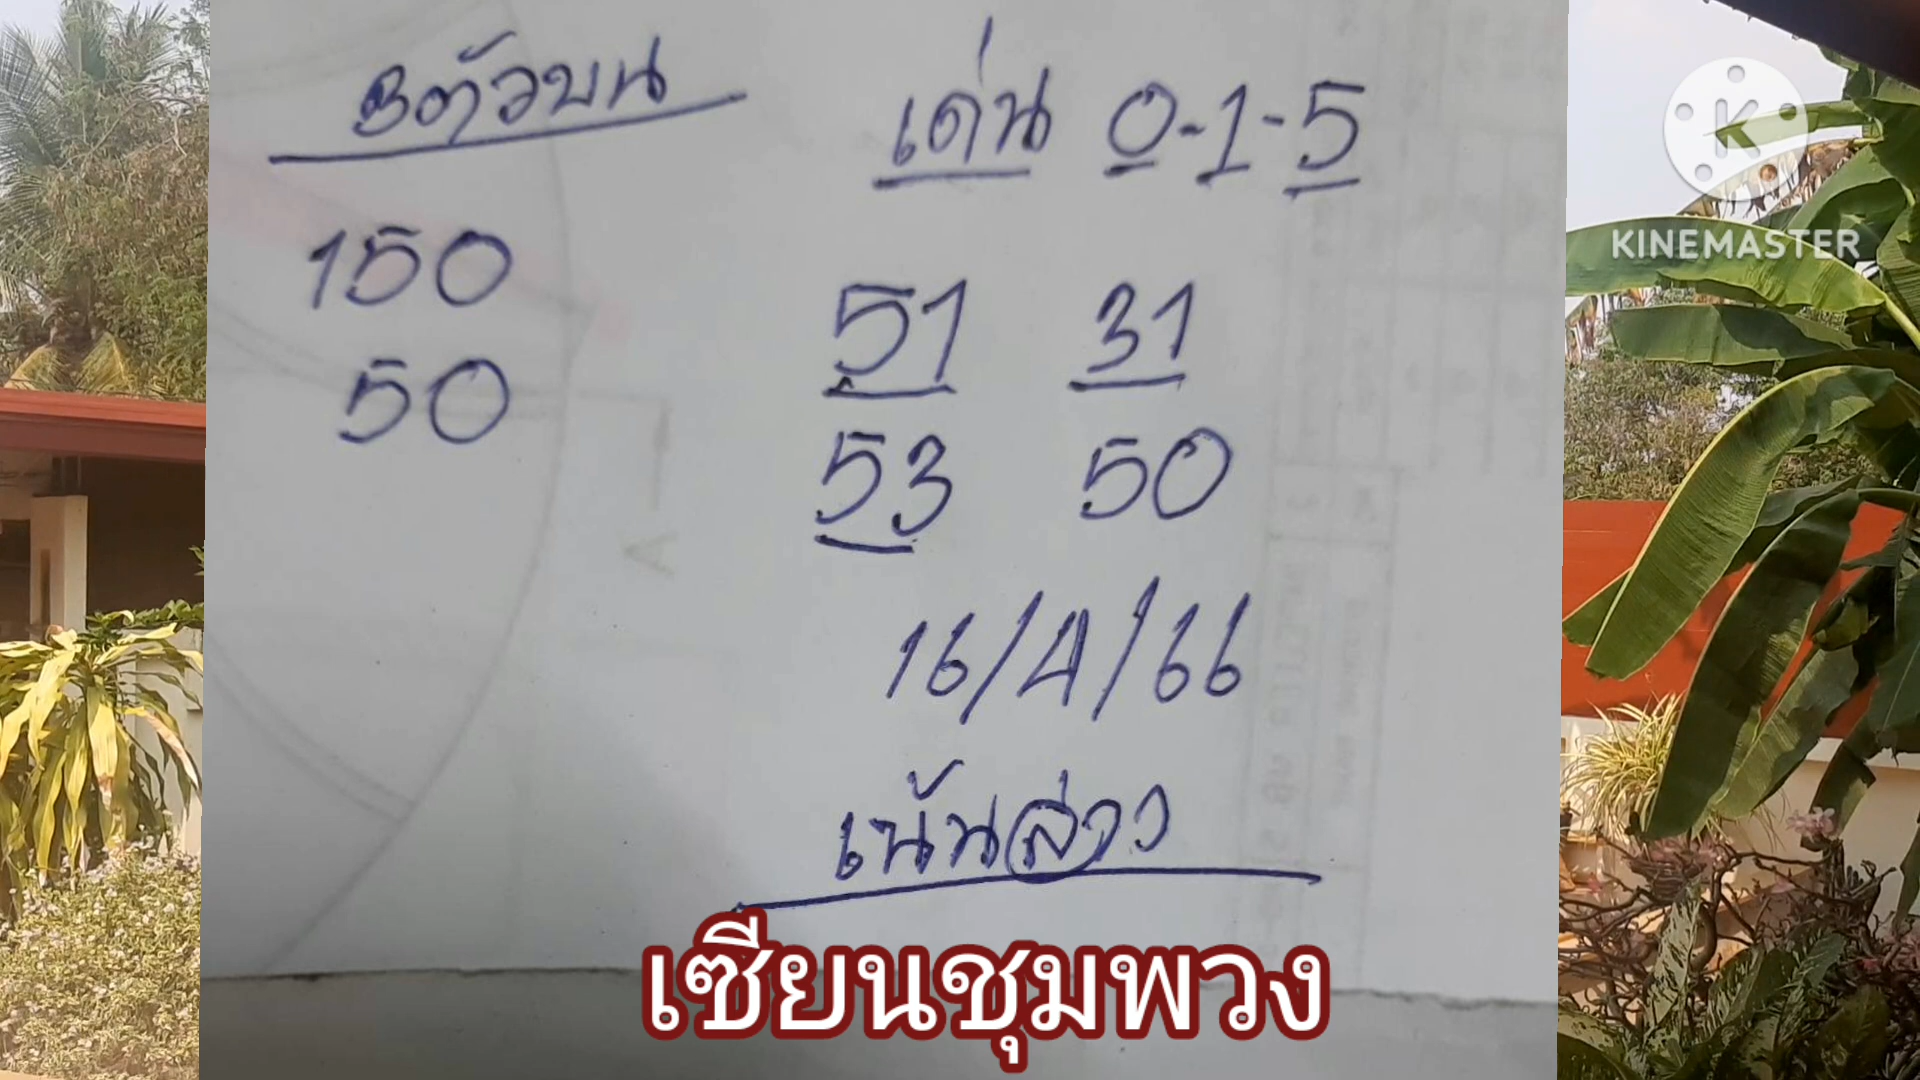 3ตัวบน
150
50
เด่น 0-1-5
51 31
53 50
16/4/66
เน้นล่าง
KINEMASTER
เซียนชุมพวง